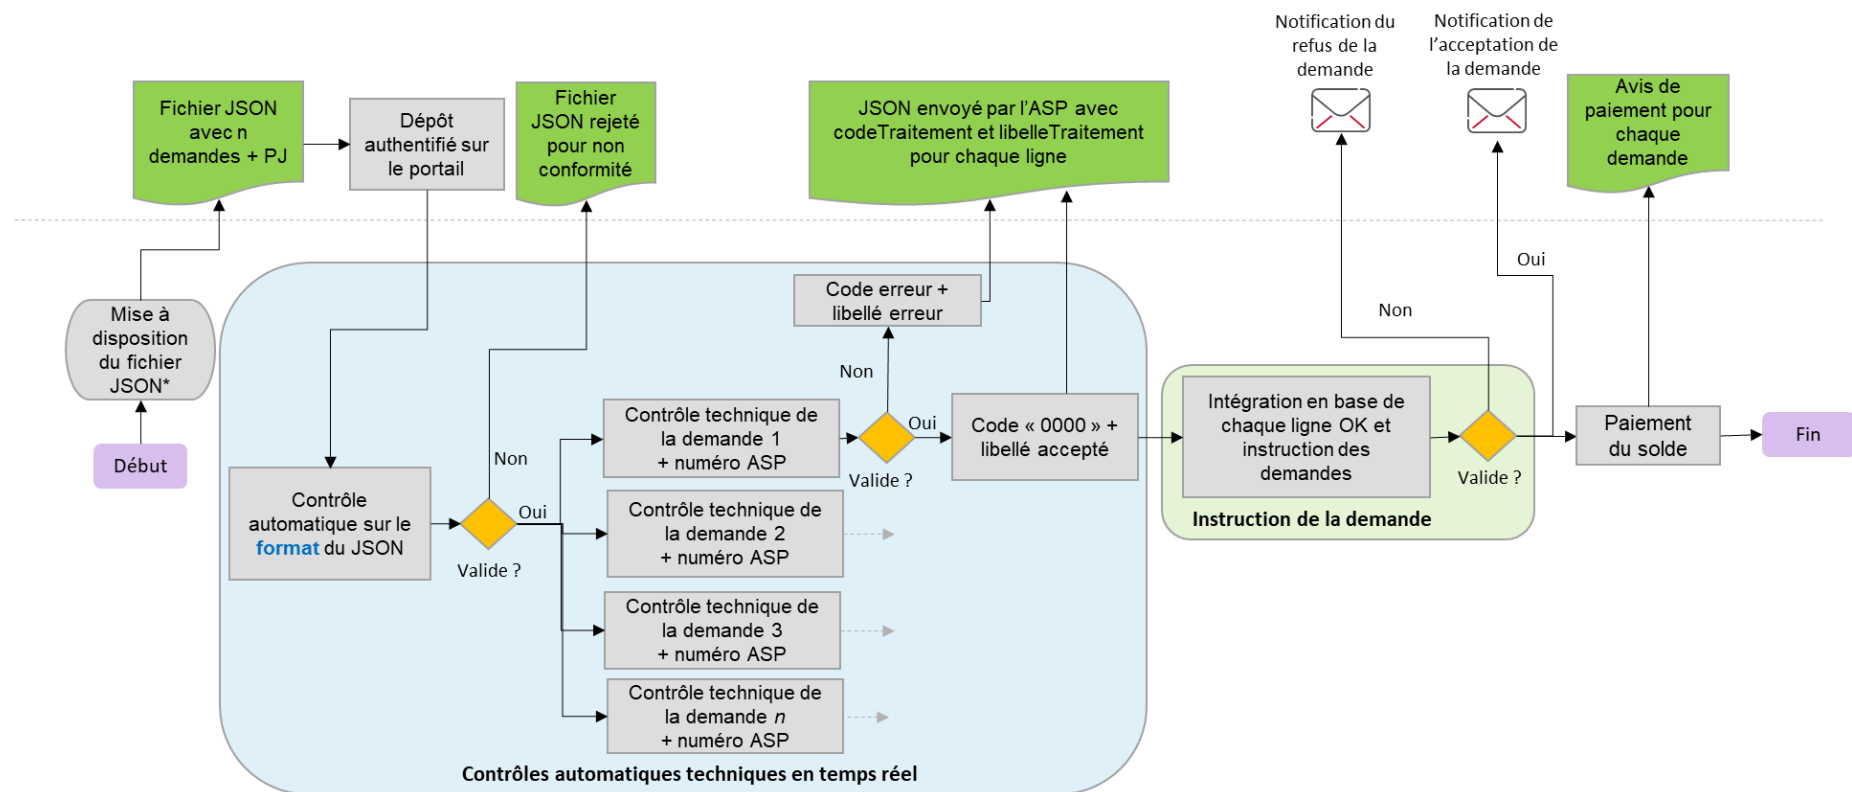 Notification du
refus de la
demande
Notification de
l’acceptation de
la demande
Fichier JSON
avec n
demandes + PJ
Dépôt
authentifié sur
le portail
Fichier
JSON rejeté
pour non
conformité
JSON envoyé par l’ASP avec
codeTraitement et libelleTraitement
pour chaque ligne
Avis de
paiement pour
chaque
demande
Mise à
disposition
du fichier
JSON*
Début
Contrôle
automatique sur le
format du JSON
Valide ?
Non
Oui
Contrôle technique de
la demande 1
+ numéro ASP
Contrôle technique de
la demande 2
+ numéro ASP
Contrôle technique de
la demande 3
+ numéro ASP
Contrôle technique de
la demande n
+ numéro ASP
Valide ?
Non
Code erreur +
libellé erreur
Oui
Code « 0000 » +
libellé accepté
Contrôles automatiques techniques en temps réel
Intégration en base de
chaque ligne OK et
instruction des
demandes
Instruction de la demande
Valide ?
Non
Oui
Paiement
du solde
Fin